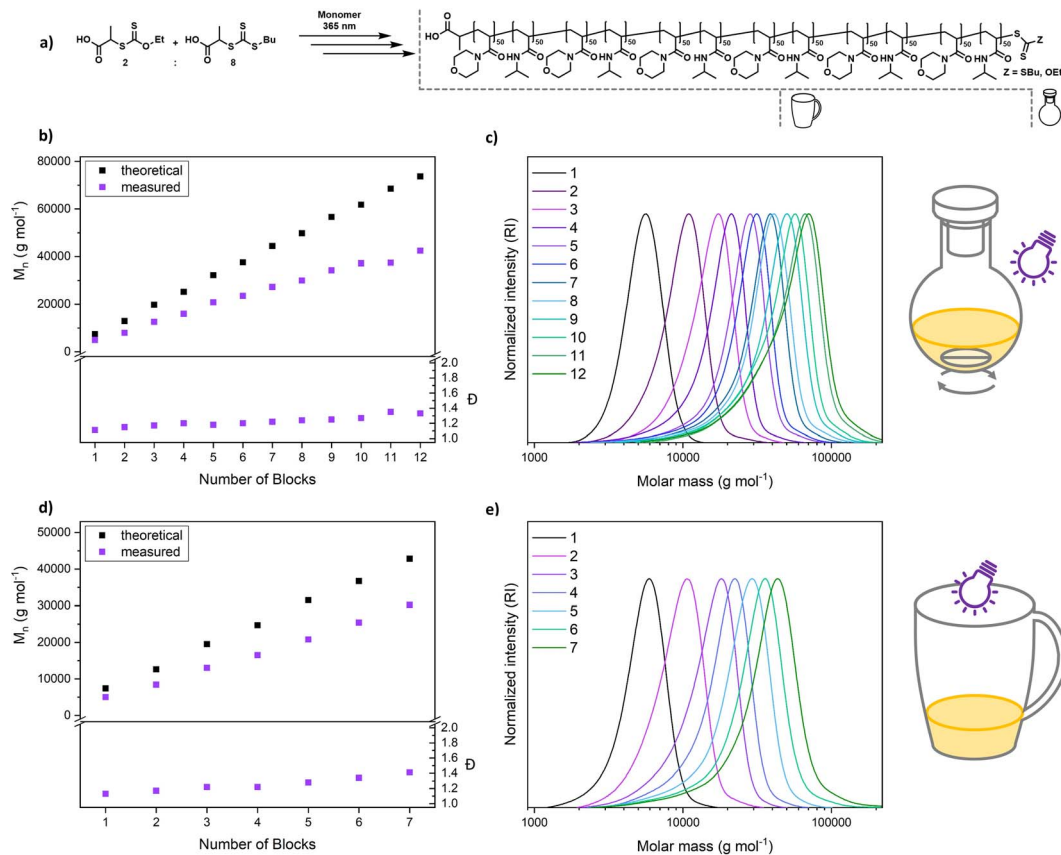 a)
HO
O
S
S
O
Et
2
+
:
HO
O
S
S
S
Bu
8
Monomer
365 nm
HO
O
50 50 50 50 50 50 50 50 50 50 50 50
N O HN O N O HN O N O HN O N O HN O N O HN O N O HN O
O O O O O O
S
S
Z
Z = SBu, OEt
b)
theoretical
measured
Mn (g mol-1)
80000
60000
40000
20000
0
2.0
1.8
1.6
1.4
1.2
1.0
Đ
1 2 3 4 5 6 7 8 9 10 11 12
Number of Blocks
c)
Normalized intensity (RI)
1
2
3
4
5
6
7
8
9
10
11
12
1000 10000 100000
Molar mass (g mol-1)
d)
theoretical
measured
Mn (g mol-1)
50000
40000
30000
20000
10000
0
2.0
1.8
1.6
1.4
1.2
1.0
Đ
1 2 3 4 5 6 7
Number of Blocks
e)
Normalized intensity (RI)
1
2
3
4
5
6
7
1000 10000 100000
Molar mass (g mol-1)